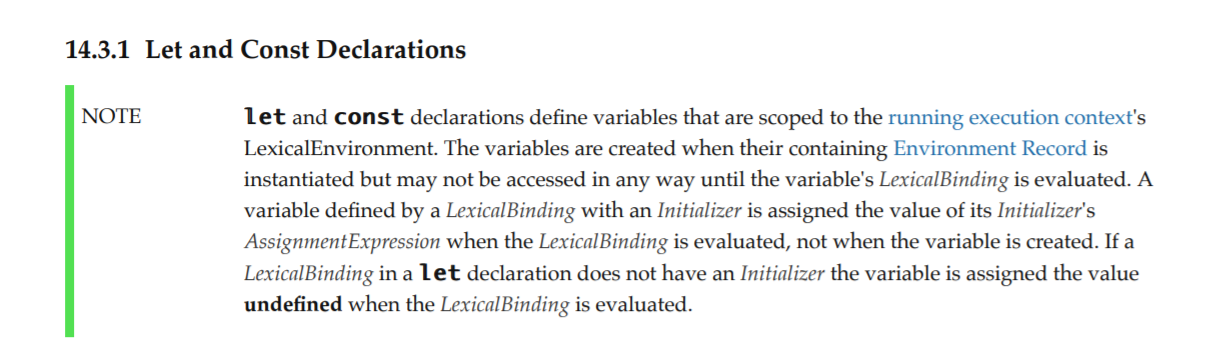 14.3.1 Let and Const Declarations
NOTE let and const declarations define variables that are scoped to the running execution context's
LexicalEnvironment. The variables are created when their containing Environment Record is
instantiated but may not be accessed in any way until the variable's LexicalBinding is evaluated. A
variable defined by a LexicalBinding with an Initializer is assigned the value of its Initializer's
AssignmentExpression when the LexicalBinding is evaluated, not when the variable is created. If a
LexicalBinding in a let declaration does not have an Initializer the variable is assigned the value
undefined when the LexicalBinding is evaluated.